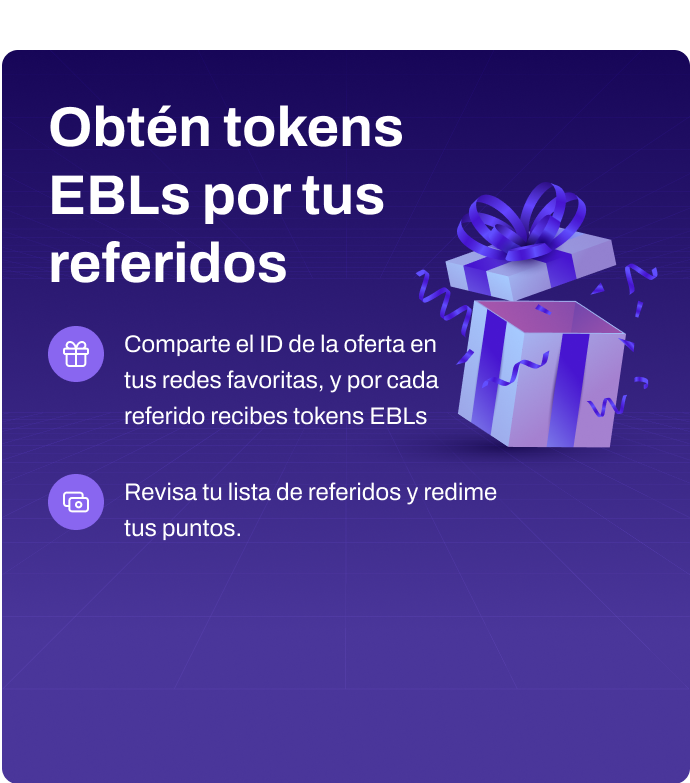 Obtén tokens
EBLs por tus
referidos
Comparte el ID de la oferta en
tus redes favoritas, y por cada
referido recibes tokens EBLs
Revisa tu lista de referidos y redime
tus puntos.